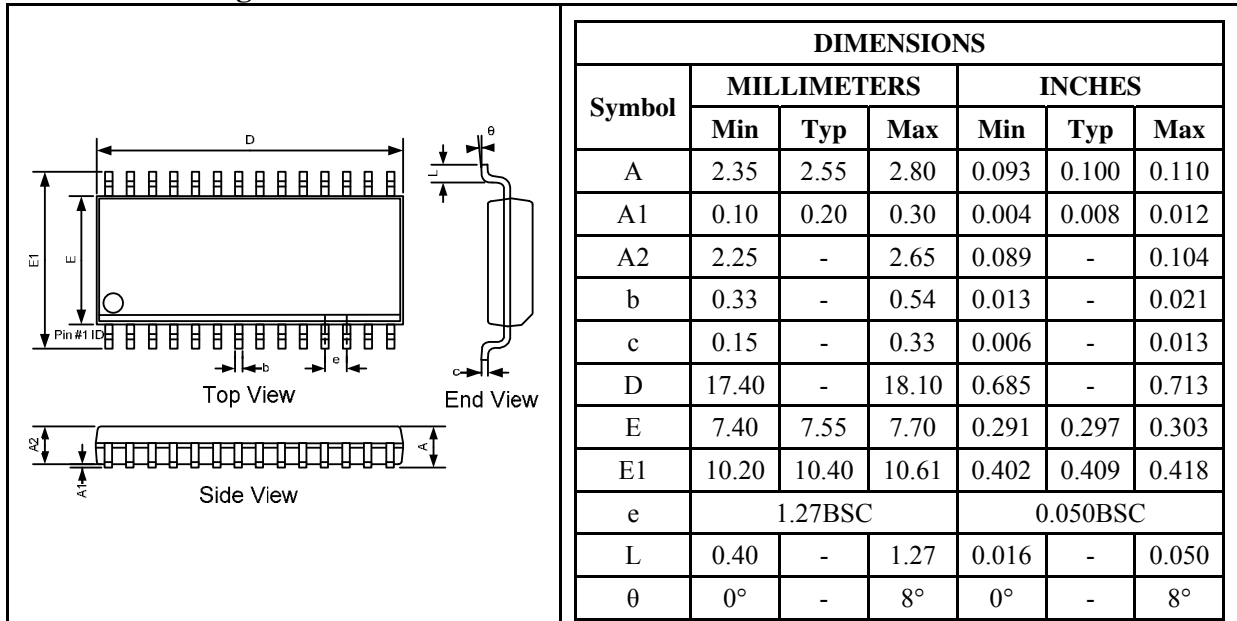 D
θ
L
E1
E
Pin #1 ID
b
e
c
Top View
End View
A2
A1
A
Side View
DIMENSIONS
Symbol MILLIMETERS INCHES
Min Typ Max Min Typ Max
A 2.35 2.55 2.80 0.093 0.100 0.110
A1 0.10 0.20 0.30 0.004 0.008 0.012
A2 2.25 - 2.65 0.089 - 0.104
b 0.33 - 0.54 0.013 - 0.021
c 0.15 - 0.33 0.006 - 0.013
D 17.40 - 18.10 0.685 - 0.713
E 7.40 7.55 7.70 0.291 0.297 0.303
E1 10.20 10.40 10.61 0.402 0.409 0.418
e 1.27BSC 0.050BSC
L 0.40 - 1.27 0.016 - 0.050
θ 0° - 8° 0° - 8°